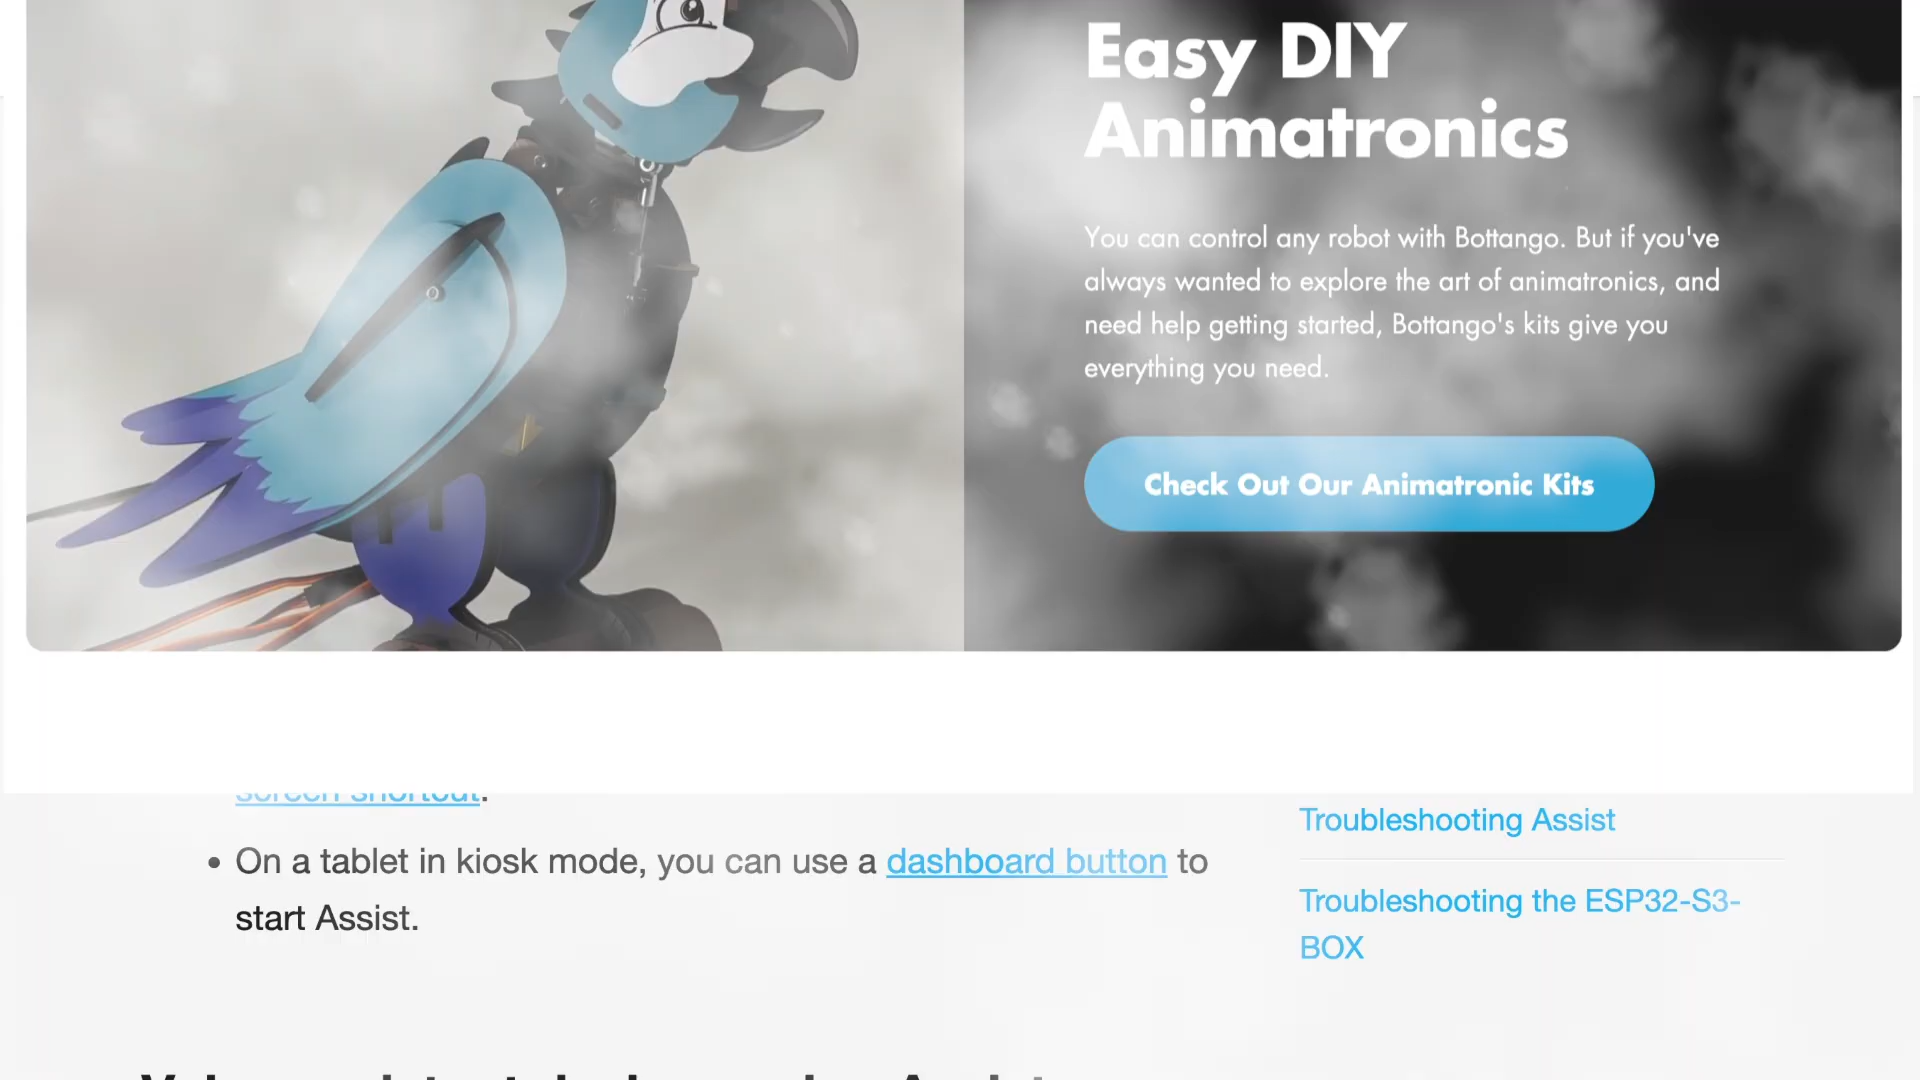 Easy DIY
Animatronics
You can control any robot with Bottango. But if you've
always wanted to explore the art of animatronics, and
need help getting started, Bottango's kits give you
everything you need.
Check Out Our Animatronic Kits
screen shortcut.
• On a tablet in kiosk mode, you can use a dashboard button to
start Assist.
Troubleshooting Assist
Troubleshooting the ESP32-S3-
BOX